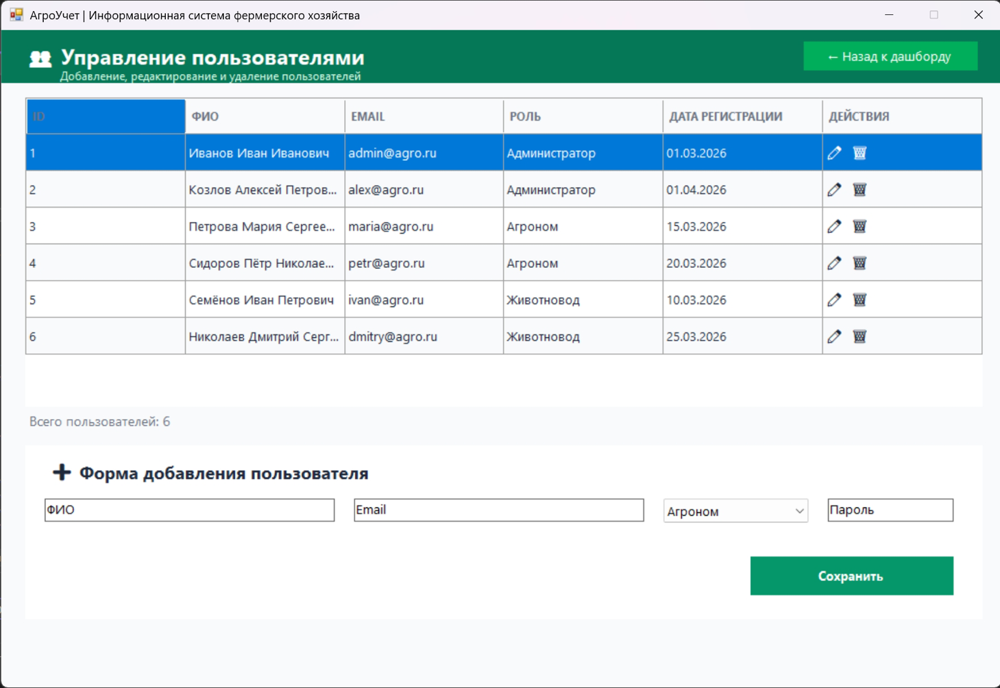 АгроУчет | Информационная система фермерского хозяйства
Управление пользователями
← Назад к дашборду
Добавление, редактирование и удаление пользователей
ID ФИО EMAIL РОЛЬ ДАТА РЕГИСТРАЦИИ ДЕЙСТВИЯ
1 Иванов Иван Иванович admin@agro.ru Администратор 01.03.2026
2 Козлов Алексей Петров... alex@agro.ru Администратор 01.04.2026
3 Петрова Мария Сергее... maria@agro.ru Агроном 15.03.2026
4 Сидоров Пётр Николае... petr@agro.ru Агроном 20.03.2026
5 Семёнов Иван Петрович ivan@agro.ru Животновод 10.03.2026
6 Николаев Дмитрий Серг... dmitry@agro.ru Животновод 25.03.2026
Всего пользователей: 6
Форма добавления пользователя
ФИО Email Агроном Пароль
Сохранить